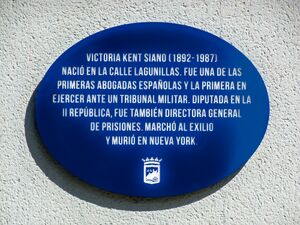 VICTORIA KENT SIANO (1892-1987)
NACIÓ EN LA CALLE LAGUNILLAS. FUE UNA DE LAS
PRIMERAS ABOGADAS ESPAÑOLAS Y LA PRIMERA EN
EJERCER ANTE UN TRIBUNAL MILITAR. DIPUTADA EN LA
II REPÚBLICA, FUE TAMBIÉN DIRECTORA GENERAL
DE PRISIONES. MARCHÓ AL EXILIO
Y MURIÓ EN NUEVA YORK.